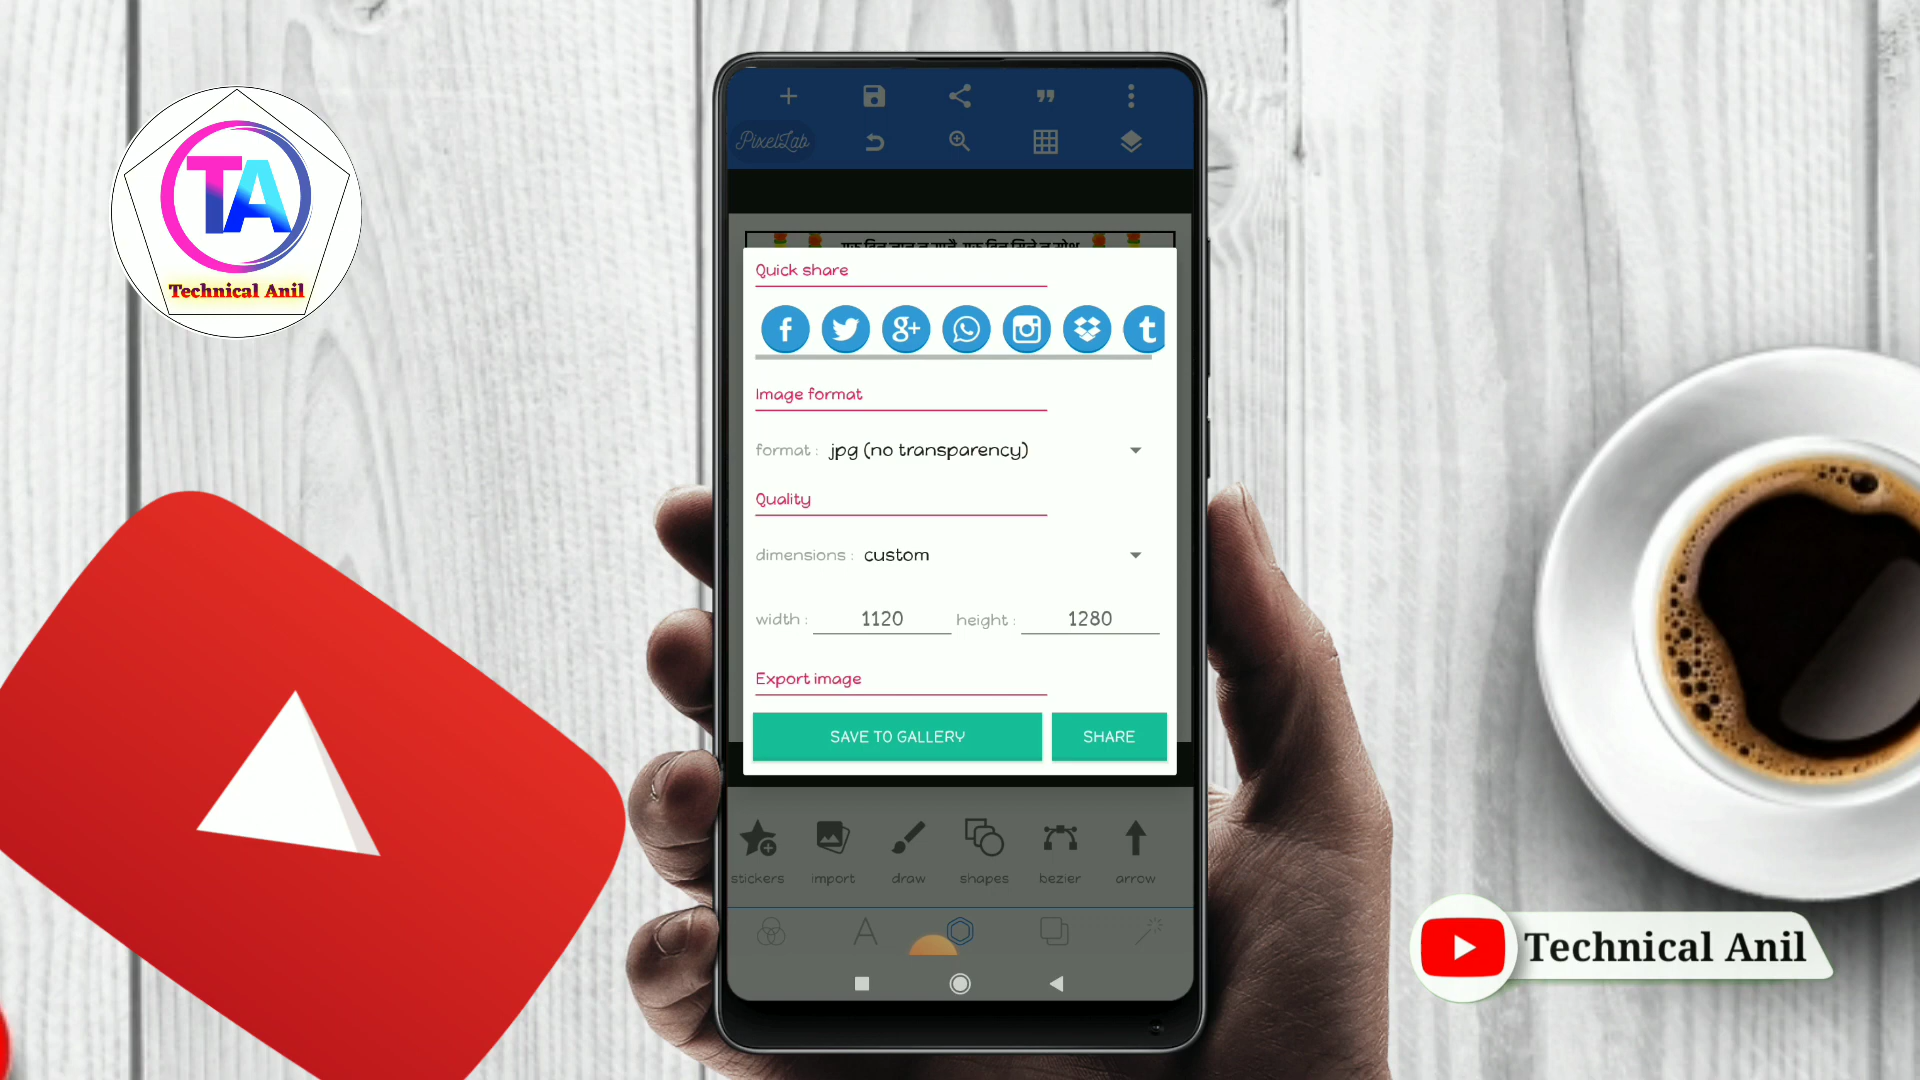 PixelLab
Quick share
Image format
format : jpg (no transparency)
Quality
dimensions : custom
width : 1120 height : 1280
Export image
SAVE TO GALLERY SHARE
stickers import draw shapes bezier arrow
TA
Technical Anil
Technical Anil